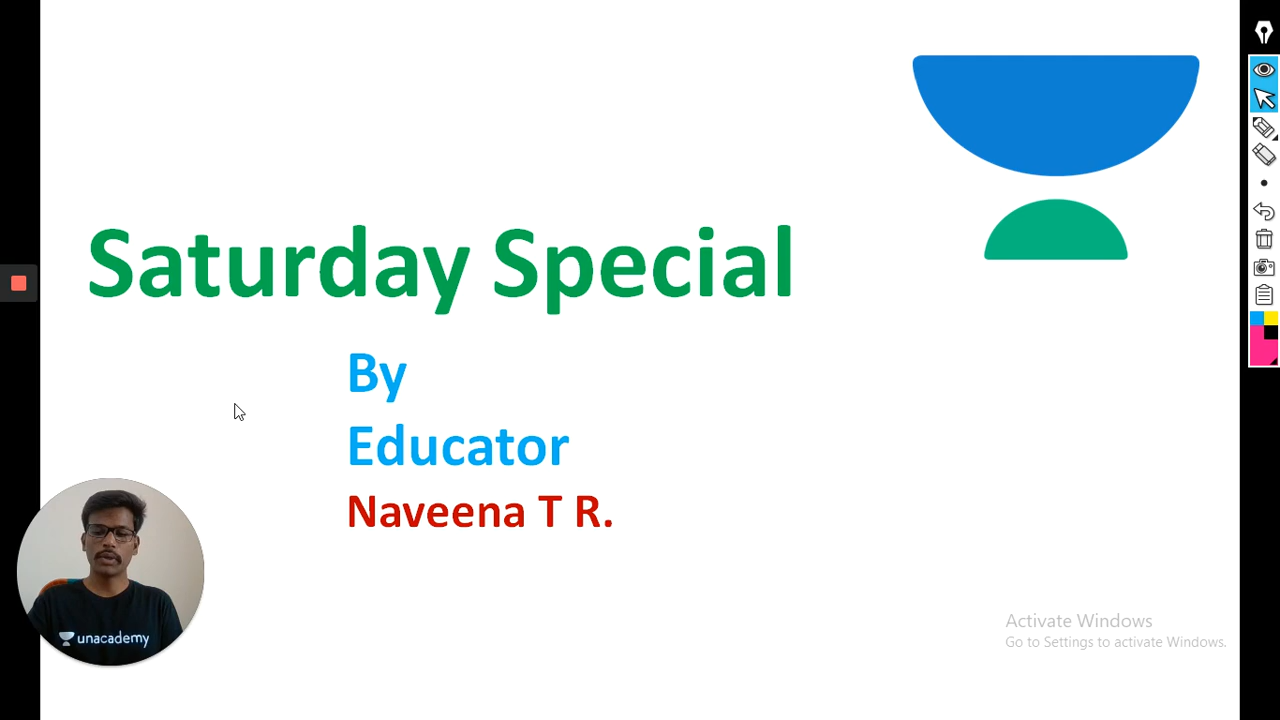 Saturday Special
By
Educator
Naveena T R.
unacademy
Activate Windows
Go to Settings to activate Windows.